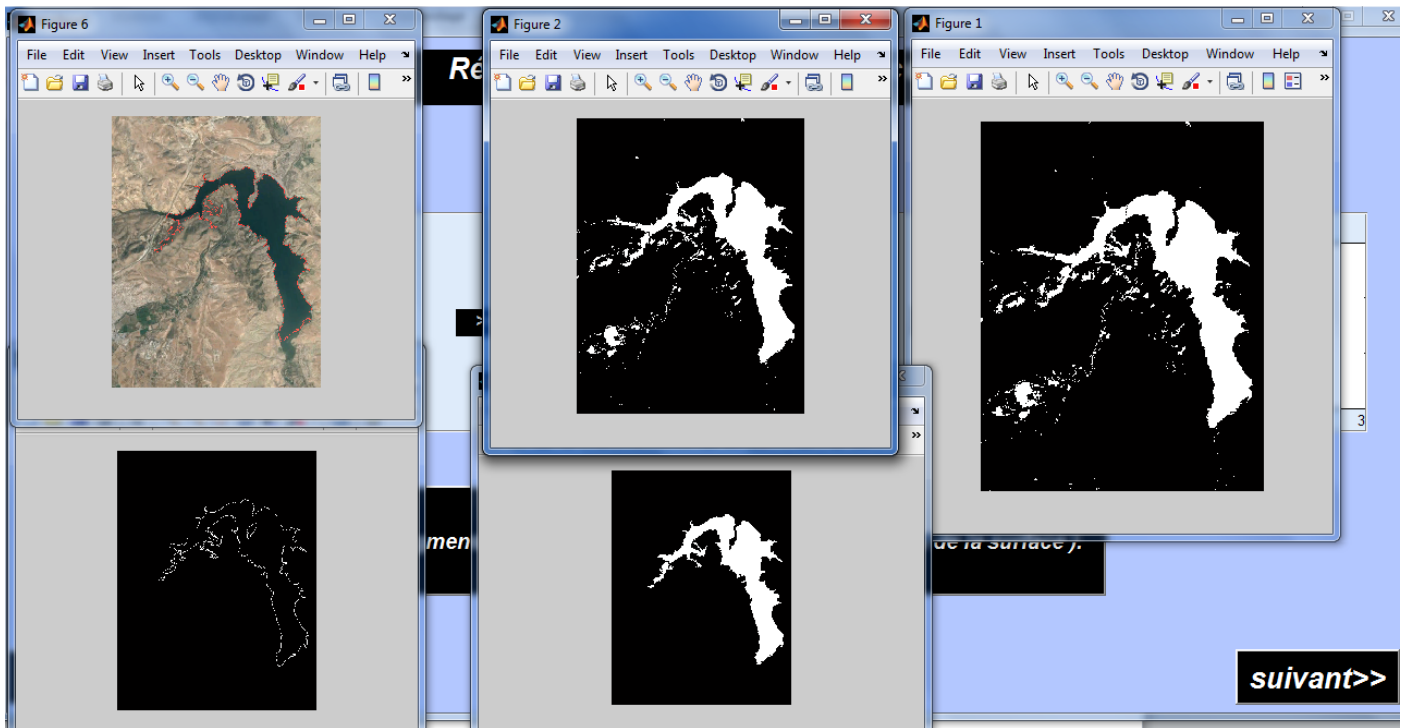 Figure 6
File Edit View Insert Tools Desktop Window Help
Figure 2
File Edit View Insert Tools Desktop Window Help
Figure 1
File Edit View Insert Tools Desktop Window Help
Ré
3
men
de la surface ).
suivant>>